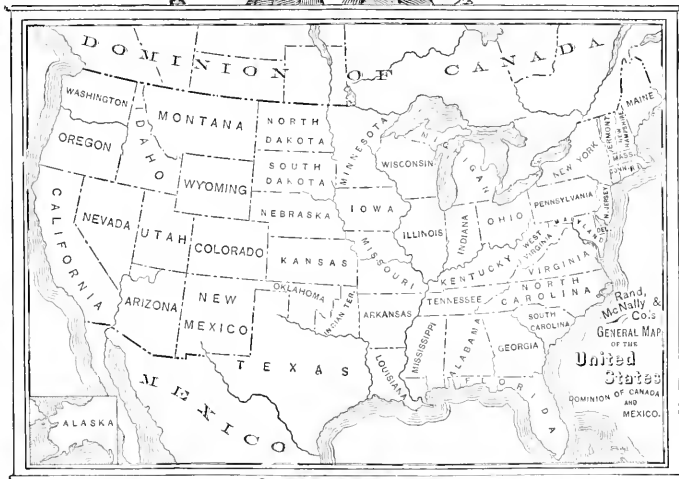 DOMINION OF CANADA
WASHINGTON
MONTANA
NORTH
DAKOTA
MINNESOTA
MICHIGAN
MAINE
OREGON
IDAHO
SOUTH
DAKOTA
WISCONSIN
NEW YORK
VERMONT
NEW
HAMPSHIRE
MASS.
CONN.
R.I.
WYOMING
NEBRASKA
IOWA
PENNSYLVANIA
N. JERSEY
CALIFORNIA
NEVADA
UTAH
COLORADO
KANSAS
MISSOURI
ILLINOIS
INDIANA
OHIO
WEST
VIRGINIA
MARYLAND
DEL.
VIRGINIA
KENTUCKY
ARIZONA
NEW
MEXICO
OKLAHOMA
INDIAN TER.
ARKANSAS
TENNESSEE
NORTH
CAROLINA
SOUTH
CAROLINA
TEXAS
LOUISIANA
MISSISSIPPI
ALABAMA
GEORGIA
FLORIDA
MEXICO
ALASKA
Rand,
McNally &
Co.'s
GENERAL MAP
OF THE
United
States
DOMINION OF CANADA
AND
MEXICO.